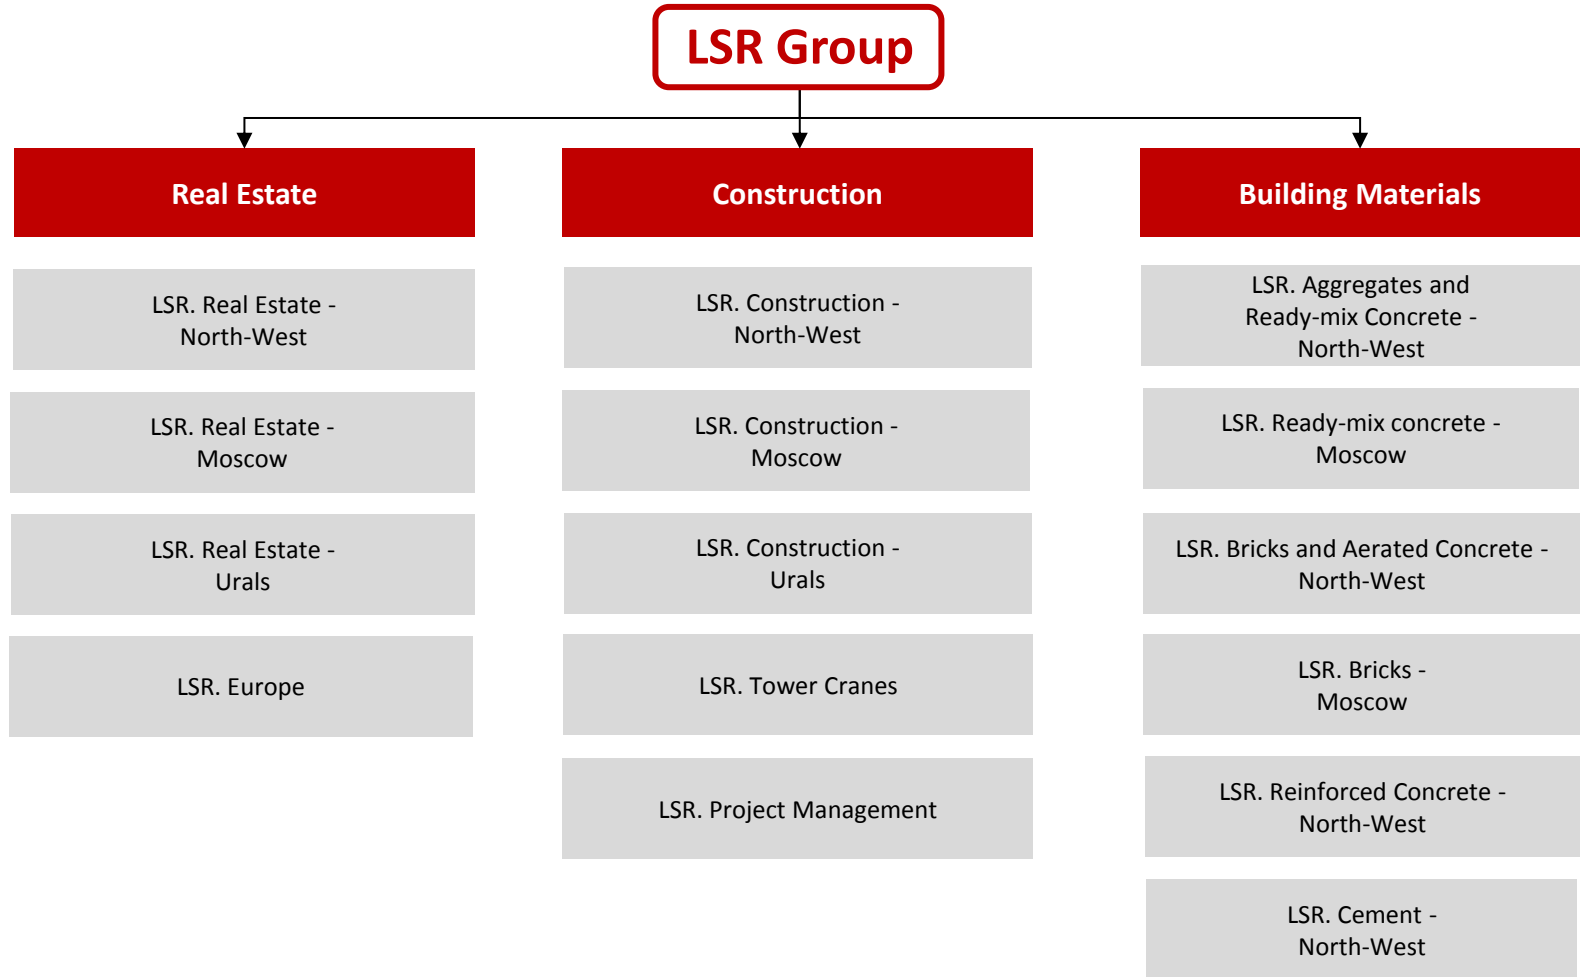 LSR Group
Real Estate
Construction
Building Materials
LSR. Real Estate -
North-West
LSR. Real Estate -
Moscow
LSR. Real Estate -
Urals
LSR. Europe
LSR. Construction -
North-West
LSR. Construction -
Moscow
LSR. Construction -
Urals
LSR. Tower Cranes
LSR. Project Management
LSR. Aggregates and
Ready-mix Concrete -
North-West
LSR. Ready-mix concrete -
Moscow
LSR. Bricks and Aerated Concrete -
North-West
LSR. Bricks -
Moscow
LSR. Reinforced Concrete -
North-West
LSR. Cement -
North-West